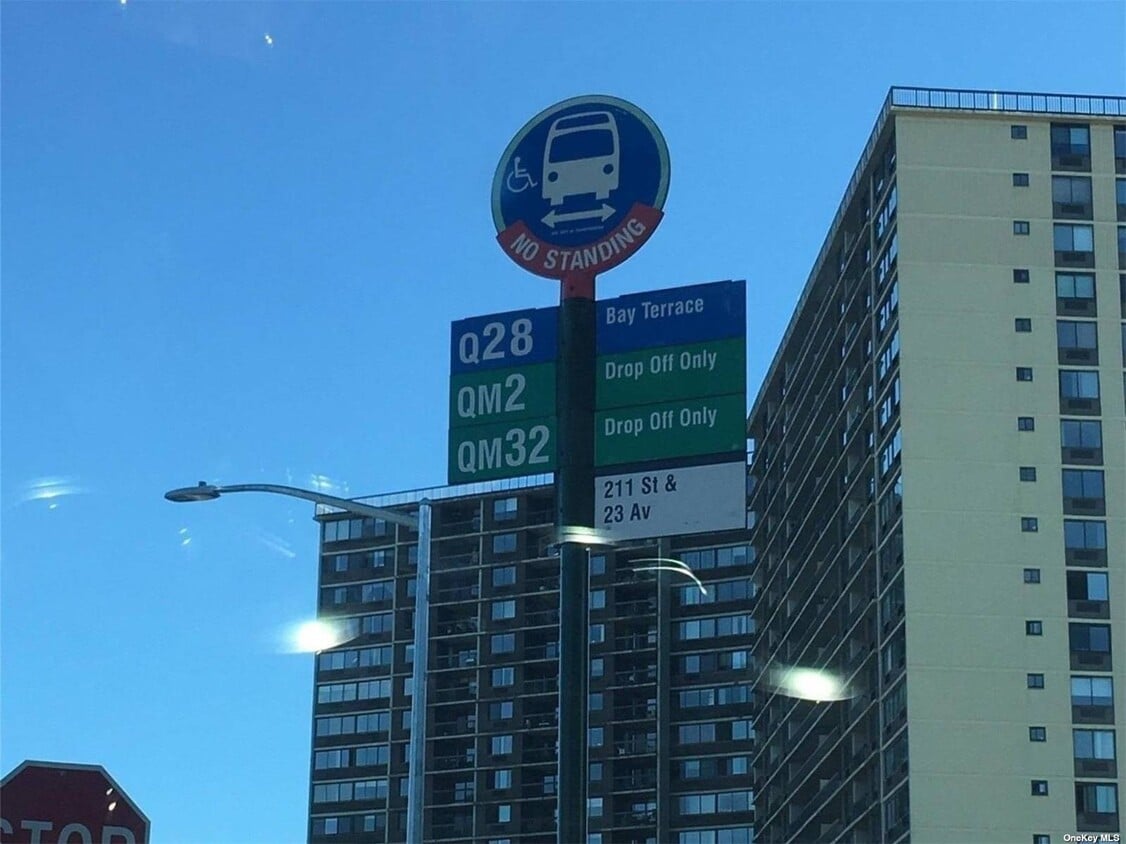 NO STANDING
Q28 Bay Terrace
QM2 Drop Off Only
QM32 Drop Off Only
211 St &
23 Av
STOP
OneKey MLS